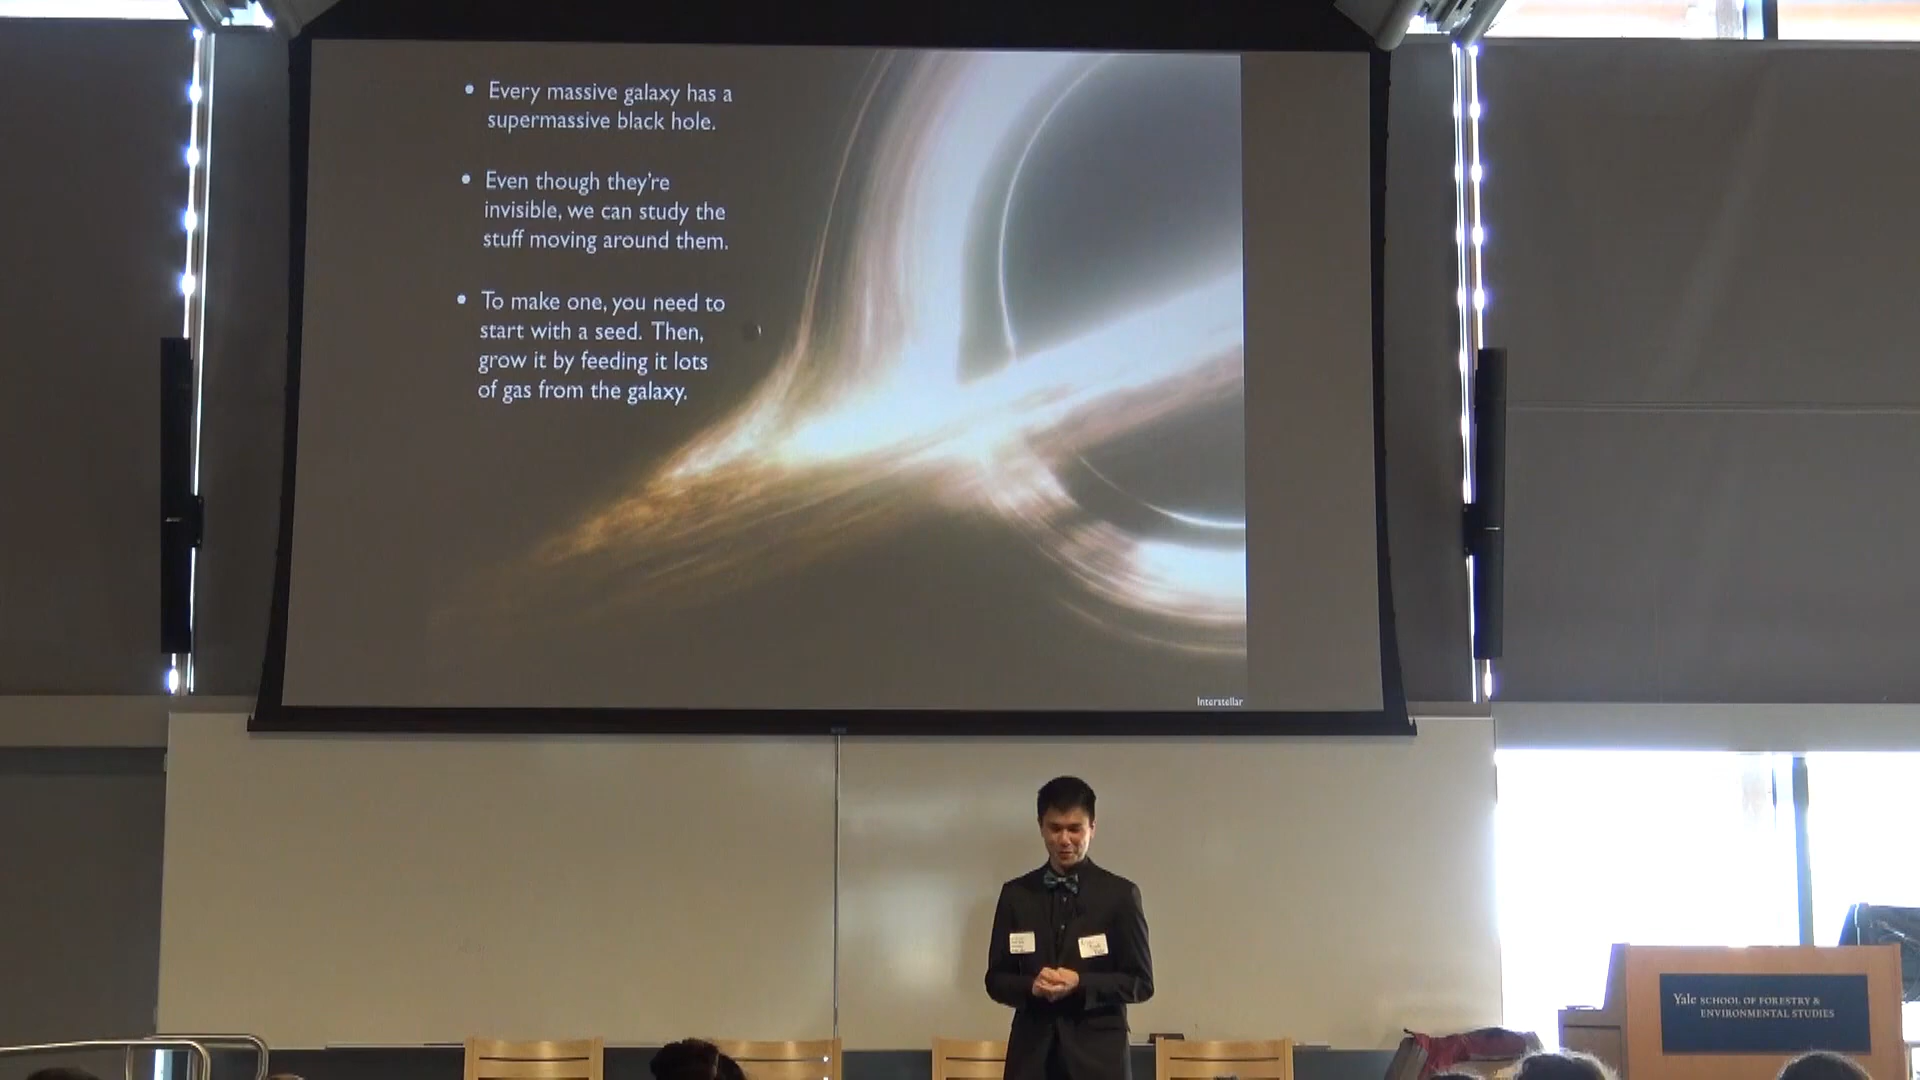 • Every massive galaxy has a
supermassive black hole.
• Even though they're
invisible, we can study the
stuff moving around them.
• To make one, you need to
start with a seed. Then,
grow it by feeding it lots
of gas from the galaxy.
Interstellar
Yale SCHOOL OF FORESTRY &
ENVIRONMENTAL STUDIES